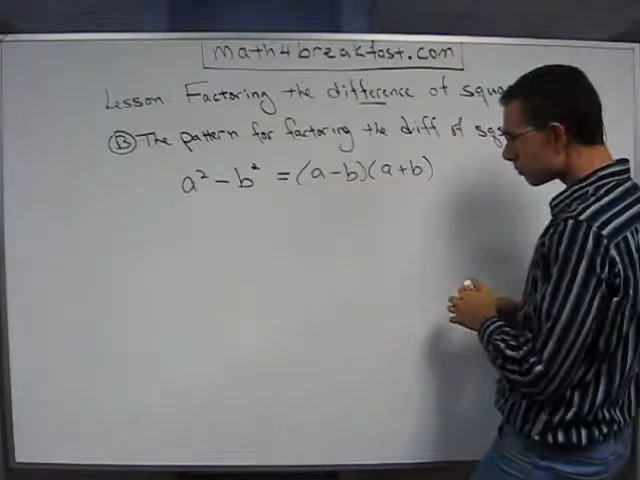 math4breakfast.com
Lesson Factoring the difference of squa
Ⓑ The pattern for factoring the diff of sqs
a² - b² = (a-b)(a+b)